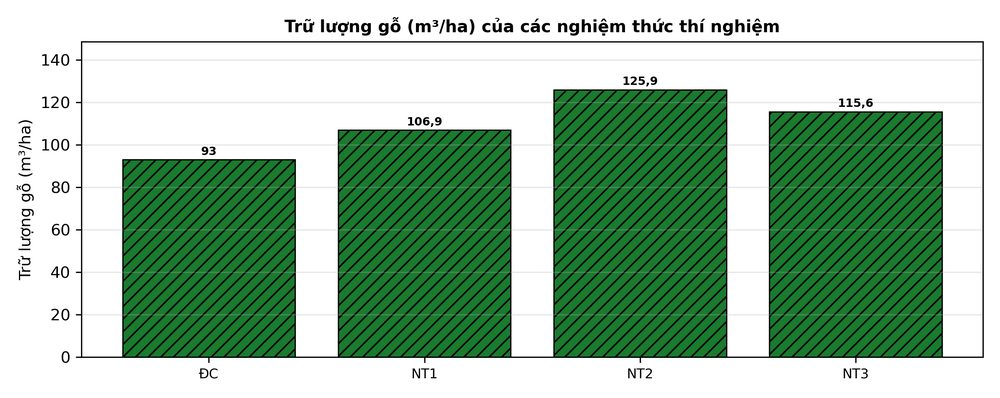 Trữ lượng gỗ (m³/ha) của các nghiệm thức thí nghiệm
Trữ lượng gỗ (m³/ha)
140
120
100
80
60
40
20
0
93
106,9
125,9
115,6
ĐC
NT1
NT2
NT3